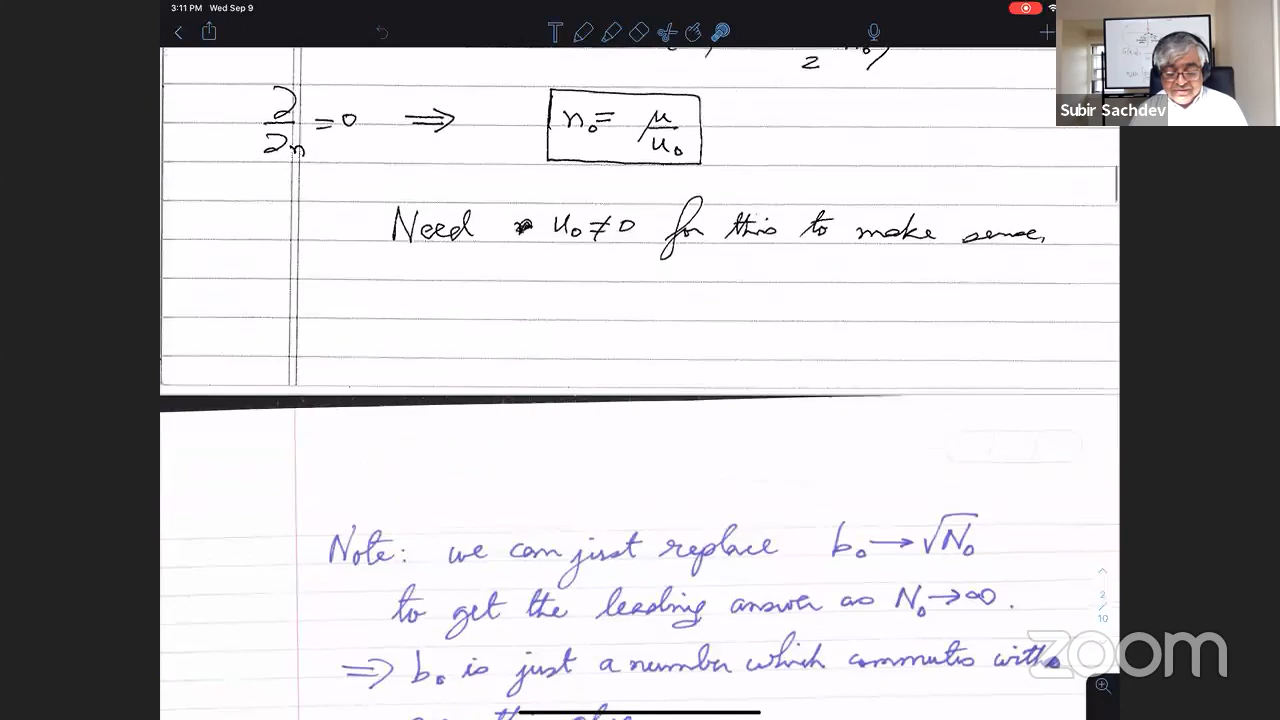 3:11 PM Wed Sep 9
Subir Sachdev
∂/∂n = 0 ⟹ n₀ = μ/u₀
Need u₀ ≠ 0 for this to make sense.
Note: we can just replace b₀ → √N₀
to get the leading answer as N₀ → ∞.
⟹ b₀ is just a number which commutes with
2
10
zoom